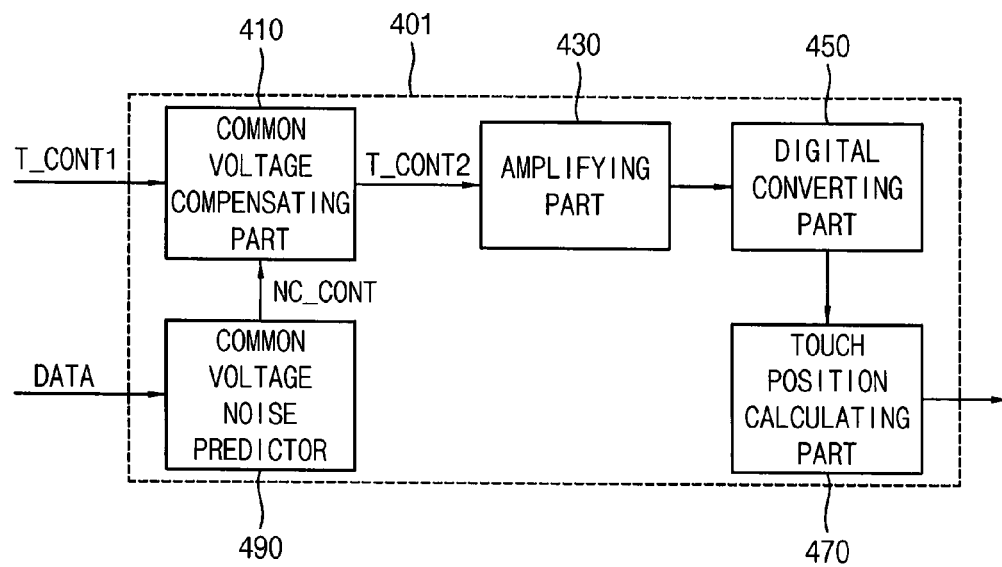 410
401
430
450
T_CONT1
COMMON
VOLTAGE
COMPENSATING
PART
T_CONT2
AMPLIFYING
PART
DIGITAL
CONVERTING
PART
NC_CONT
DATA
COMMON
VOLTAGE
NOISE
PREDICTOR
TOUCH
POSITION
CALCULATING
PART
490
470